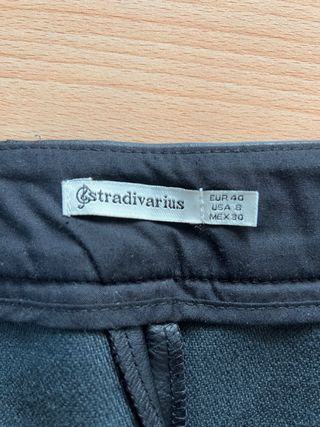 stradivarius
EUR 40
USA 8
MEX 30